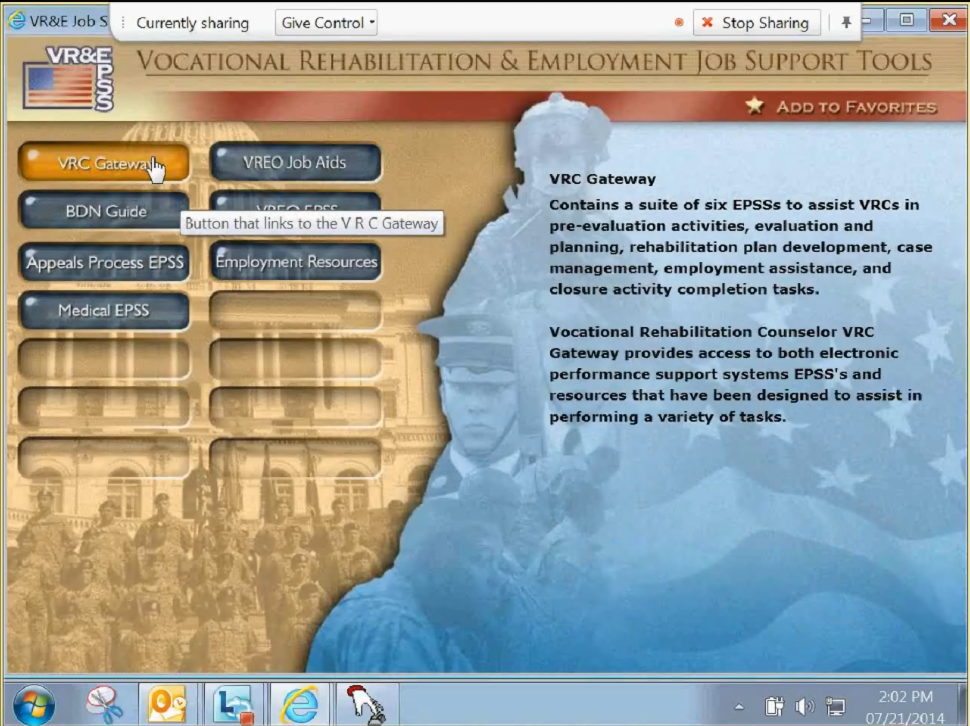 VR&E Job S
Currently sharing
Give Control
Stop Sharing
VR&E
EPSS
VOCATIONAL REHABILITATION & EMPLOYMENT JOB SUPPORT TOOLS
ADD TO FAVORITES
VRC Gateway
VREO Job Aids
BDN Guide
VREO EPSS
Button that links to the V R C Gateway
Appeals Process EPSS
Employment Resources
Medical EPSS
VRC Gateway
Contains a suite of six EPSSs to assist VRCs in
pre-evaluation activities, evaluation and
planning, rehabilitation plan development, case
management, employment assistance, and
closure activity completion tasks.
Vocational Rehabilitation Counselor VRC
Gateway provides access to both electronic
performance support systems EPSS's and
resources that have been designed to assist in
performing a variety of tasks.
2:02 PM
07/21/2014